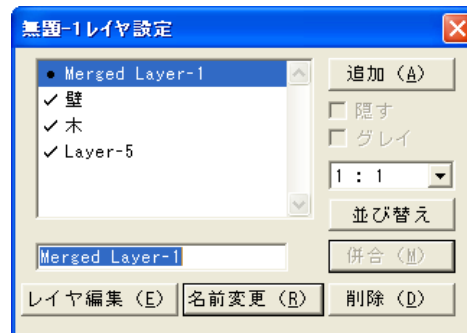 無題-1レイヤ設定
● Merged Layer-1
✓ 壁
✓ 木
✓ Layer-5
追加 (A)
隠す
グレイ
1 : 1
並び替え
Merged Layer-1
併合 (M)
レイヤ編集 (E)
名前変更 (R)
削除 (D)